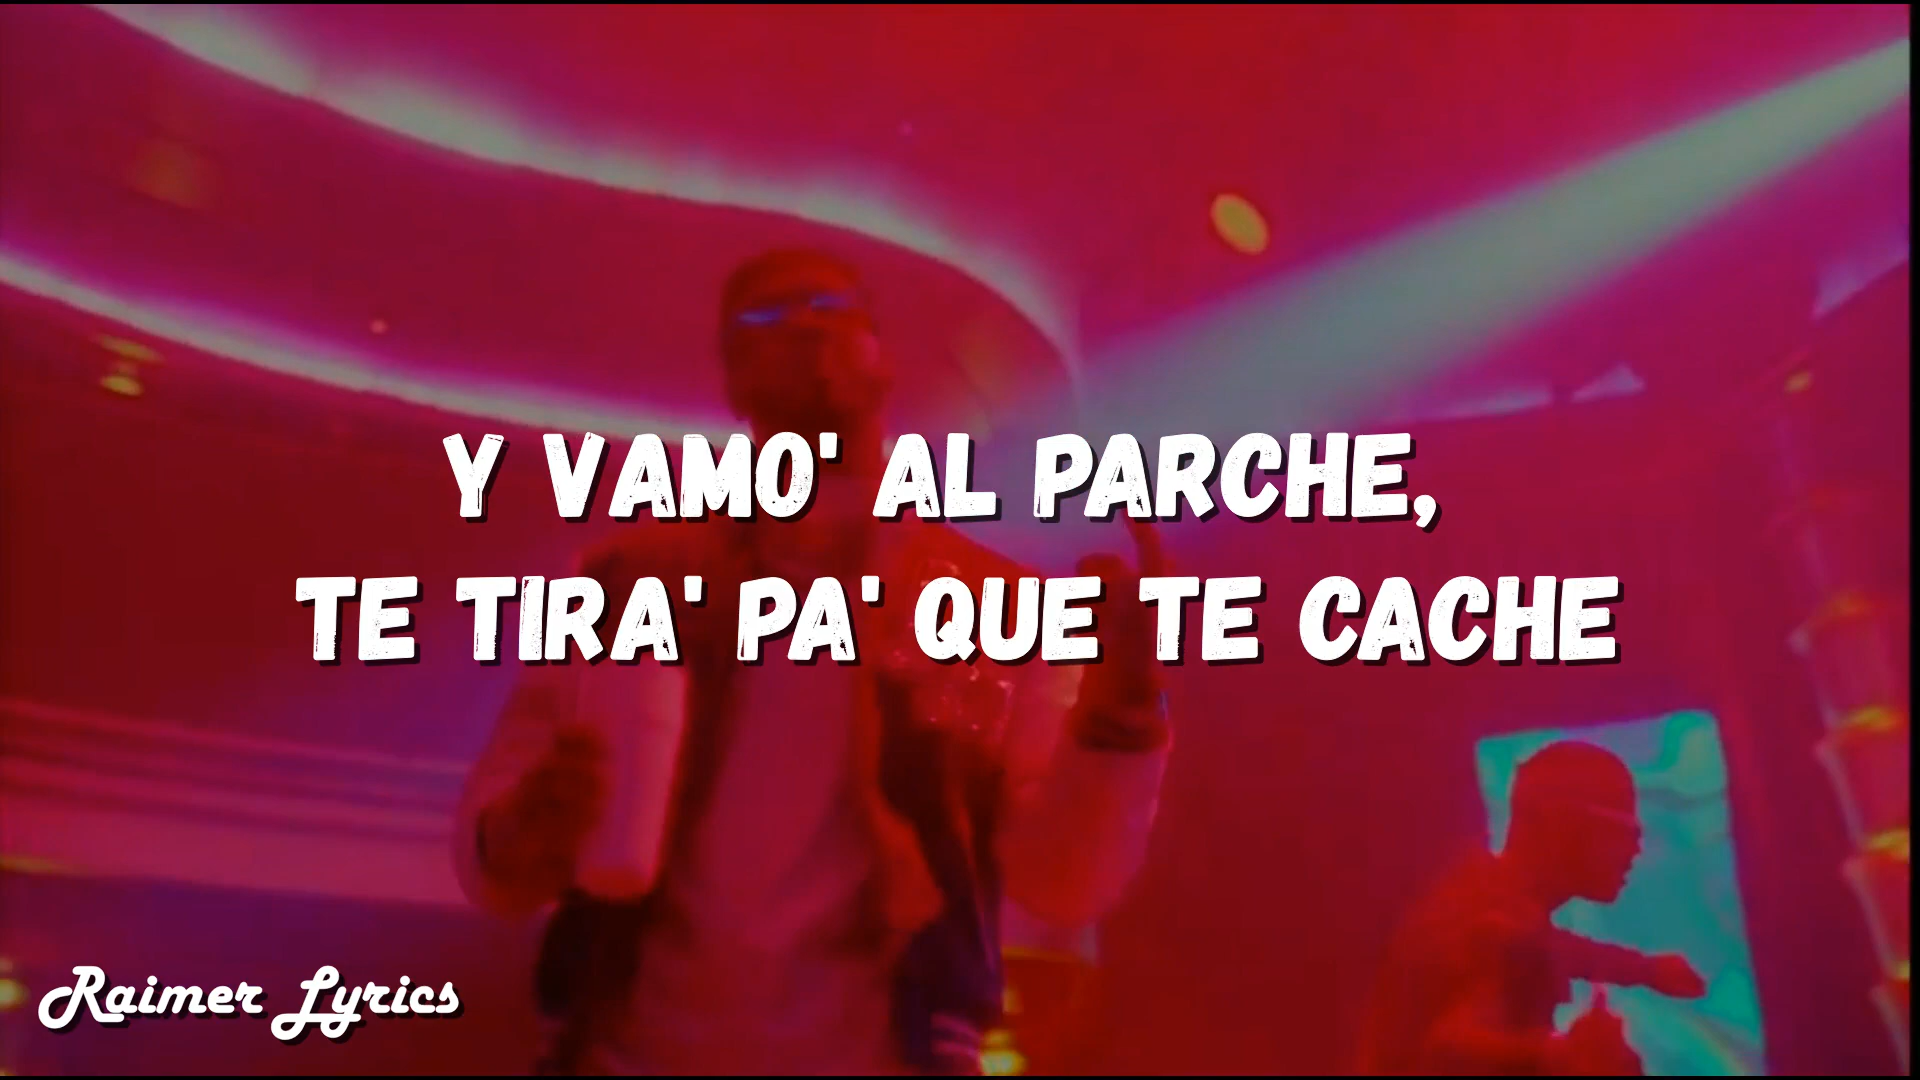 Y VAMO' AL PARCHE,
TE TIRA' PA' QUE TE CACHE
Raimer Lyrics